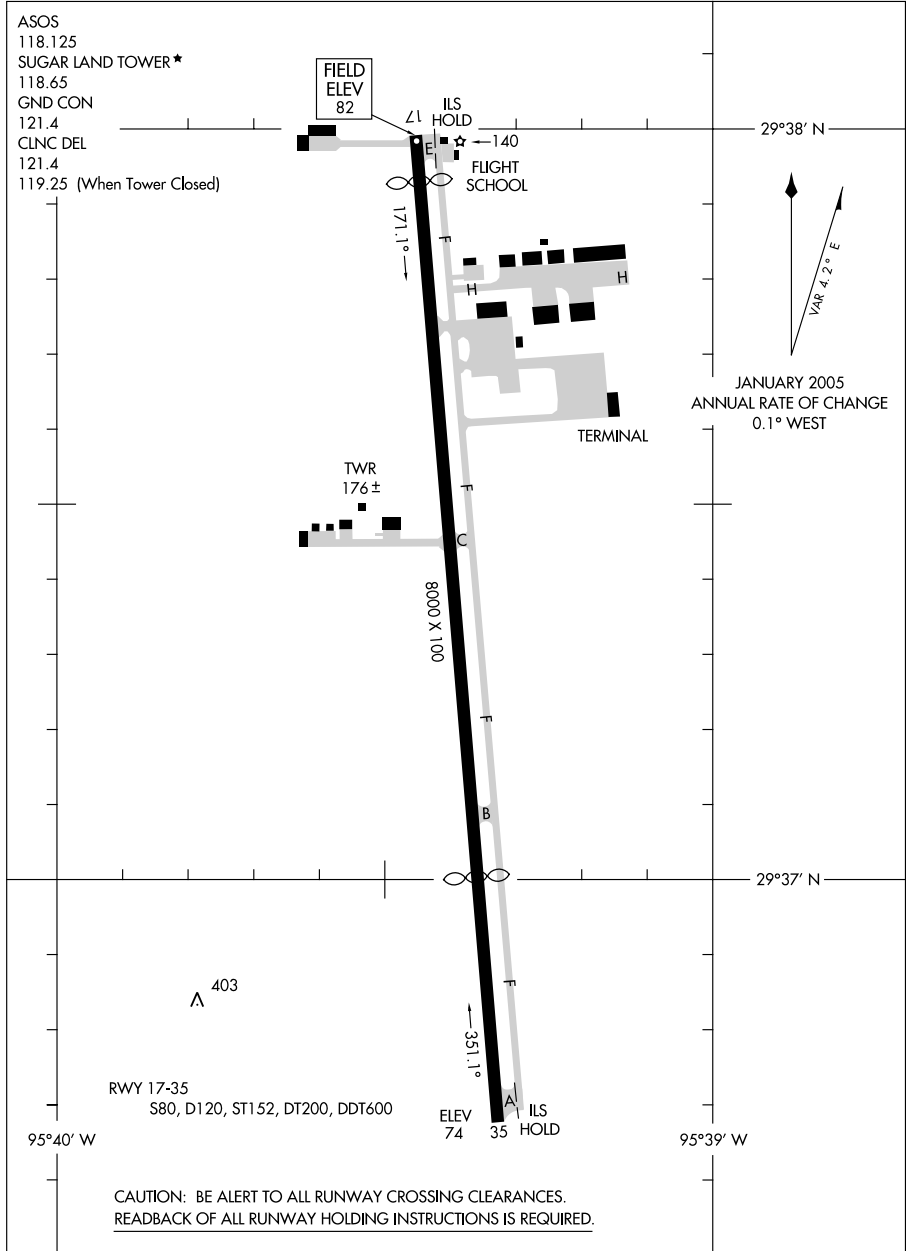 ASOS
118.125
SUGAR LAND TOWER★
118.65
GND CON
121.4
CLNC DEL
121.4
119.25 (When Tower Closed)
FIELD
ELEV
82
17
ILS
HOLD
E
140
FLIGHT
SCHOOL
29°38' N
171.1°
F
H
H
VAR 4.2° E
JANUARY 2005
ANNUAL RATE OF CHANGE
0.1° WEST
TERMINAL
TWR
176±
F
C
8000 X 100
F
B
29°37' N
F
403
351.1°
RWY 17-35
S80, D120, ST152, DT200, DDT600
A
ELEV
74
35
ILS
HOLD
95°40' W
95°39' W
CAUTION: BE ALERT TO ALL RUNWAY CROSSING CLEARANCES.
READBACK OF ALL RUNWAY HOLDING INSTRUCTIONS IS REQUIRED.